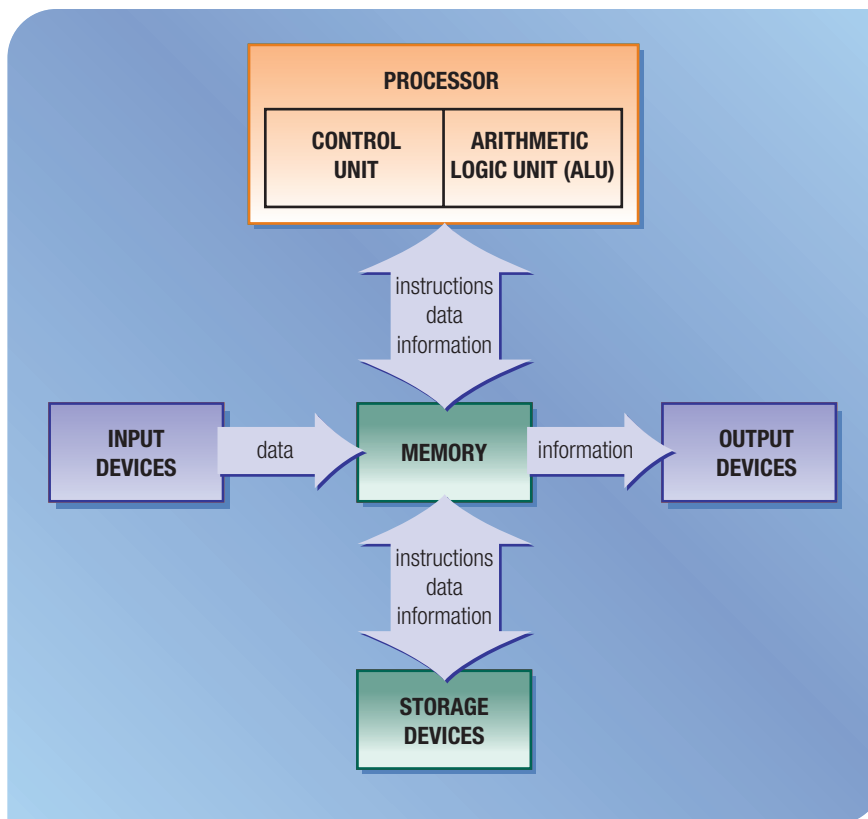 PROCESSOR
CONTROL
UNIT
ARITHMETIC
LOGIC UNIT (ALU)
instructions
data
information
INPUT
DEVICES
data
MEMORY
information
OUTPUT
DEVICES
instructions
data
information
STORAGE
DEVICES